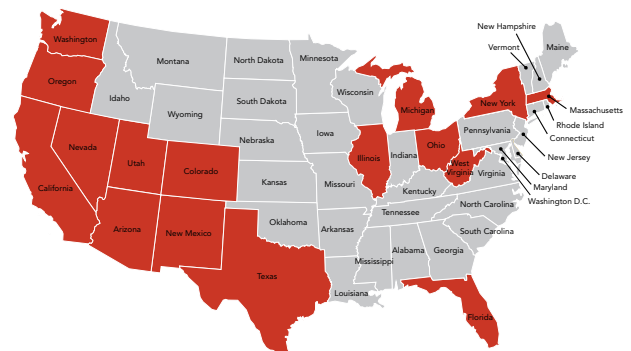 New Hampshire
Vermont
Maine
Washington
Montana
North Dakota
Minnesota
Oregon
Idaho
Wisconsin
South Dakota
Michigan
New York
Massachusetts
Wyoming
Rhode Island
Connecticut
Nebraska
Iowa
Pennsylvania
Nevada
Utah
Illinois
Indiana
Ohio
New Jersey
Colorado
West
Virginia
Virginia
Delaware
California
Kansas
Missouri
Kentucky
Maryland
Washington D.C.
North Carolina
Tennessee
Arizona
New Mexico
Oklahoma
Arkansas
South Carolina
Mississippi
Alabama
Georgia
Texas
Louisiana
Florida